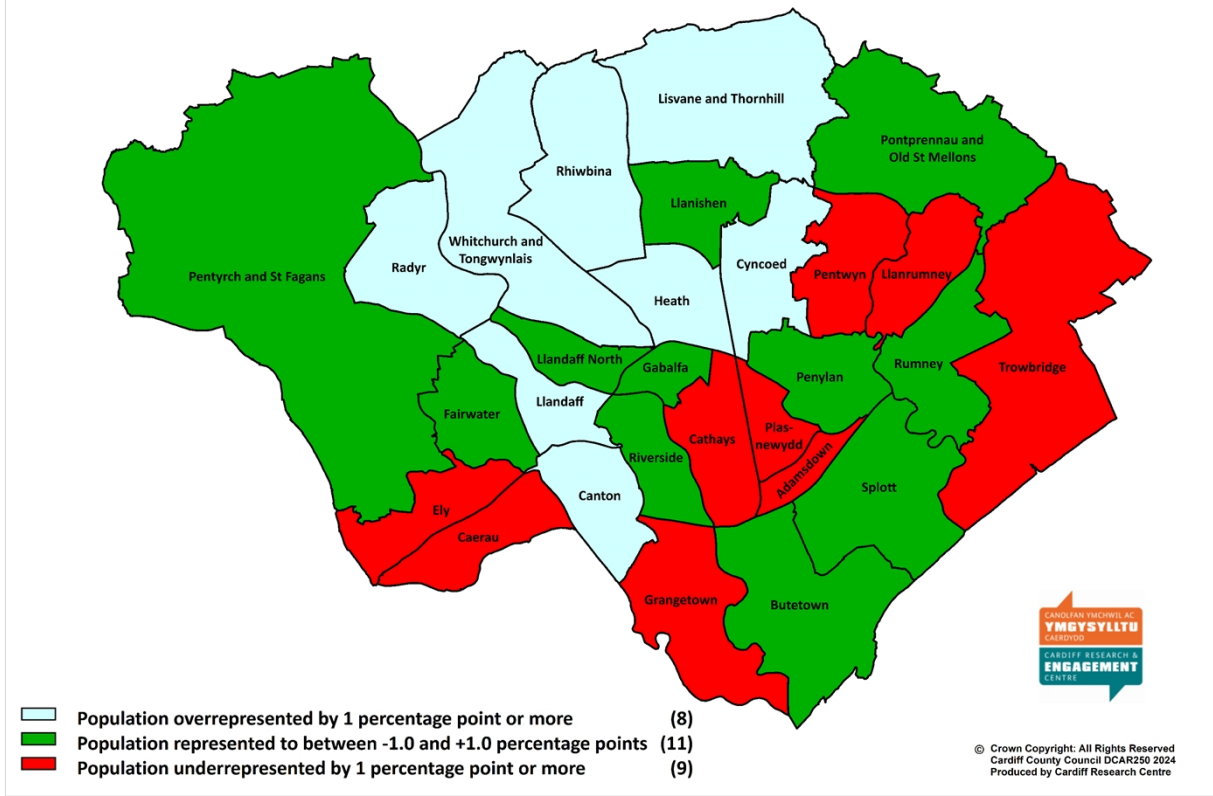 Lisvane and Thornhill
Pontprennau and
Old St Mellons
Rhiwbina
Llanishen
Whitchurch and
Tongwynlais
Radyr
Cyncoed
Pentwyn
Llanrumney
Pentyrch and St Fagans
Heath
Llandaff North
Gabalfa
Rumney
Trowbridge
Penylan
Llandaff
Fairwater
Cathays
Plas-
newydd
Riverside
Adamsdown
Splott
Canton
Ely
Caerau
Grangetown
Butetown
CANOLFAN YMCHWIL AC
YMGYSYLLTU
CAERDYDD
CARDIFF RESEARCH &
ENGAGEMENT
CENTRE
Population overrepresented by 1 percentage point or more (8)
Population represented to between -1.0 and +1.0 percentage points (11)
Population underrepresented by 1 percentage point or more (9)
© Crown Copyright: All Rights Reserved
Cardiff County Council DCAR250 2024
Produced by Cardiff Research Centre